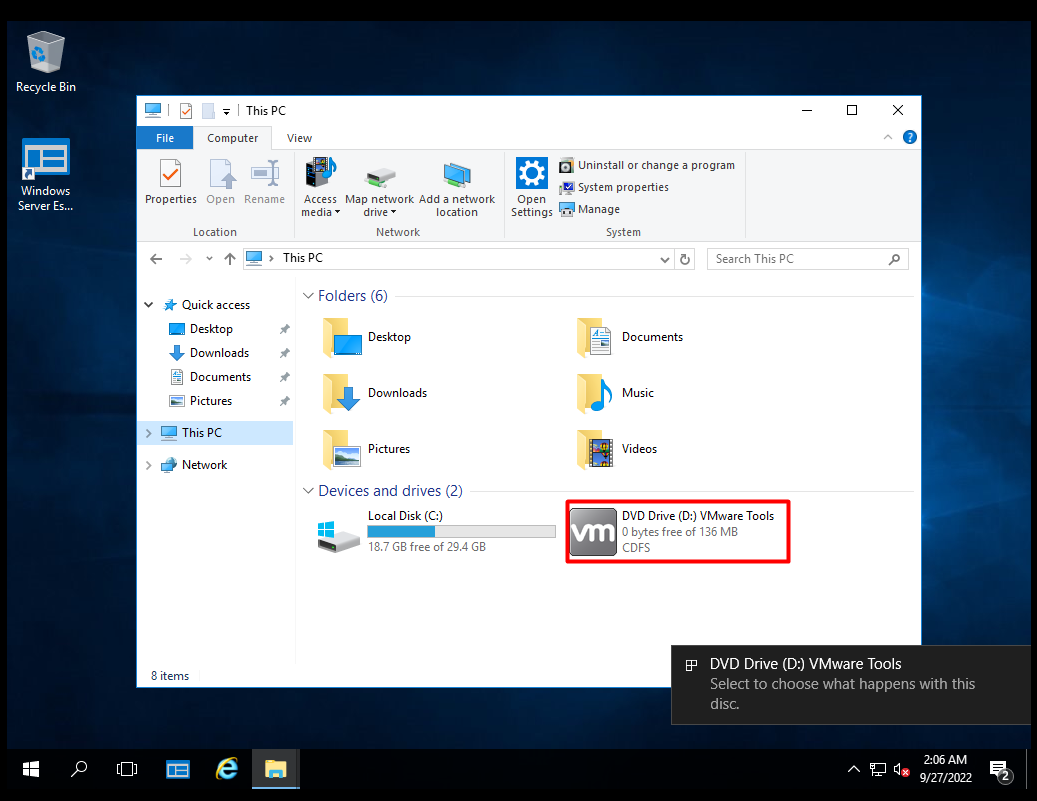 Recycle Bin
Windows
Server Es...
This PC
File
Computer
View
Properties
Open
Rename
Location
Access
media
Map network
drive
Add a network
location
Network
Open
Settings
Uninstall or change a program
System properties
Manage
System
This PC
Search This PC
Quick access
Desktop
Downloads
Documents
Pictures
This PC
Network
Folders (6)
Desktop
Documents
Downloads
Music
Pictures
Videos
Devices and drives (2)
Local Disk (C:)
18.7 GB free of 29.4 GB
vm
DVD Drive (D:) VMware Tools
0 bytes free of 136 MB
CDFS
8 items
DVD Drive (D:) VMware Tools
Select to choose what happens with this
disc.
2:06 AM
9/27/2022
2